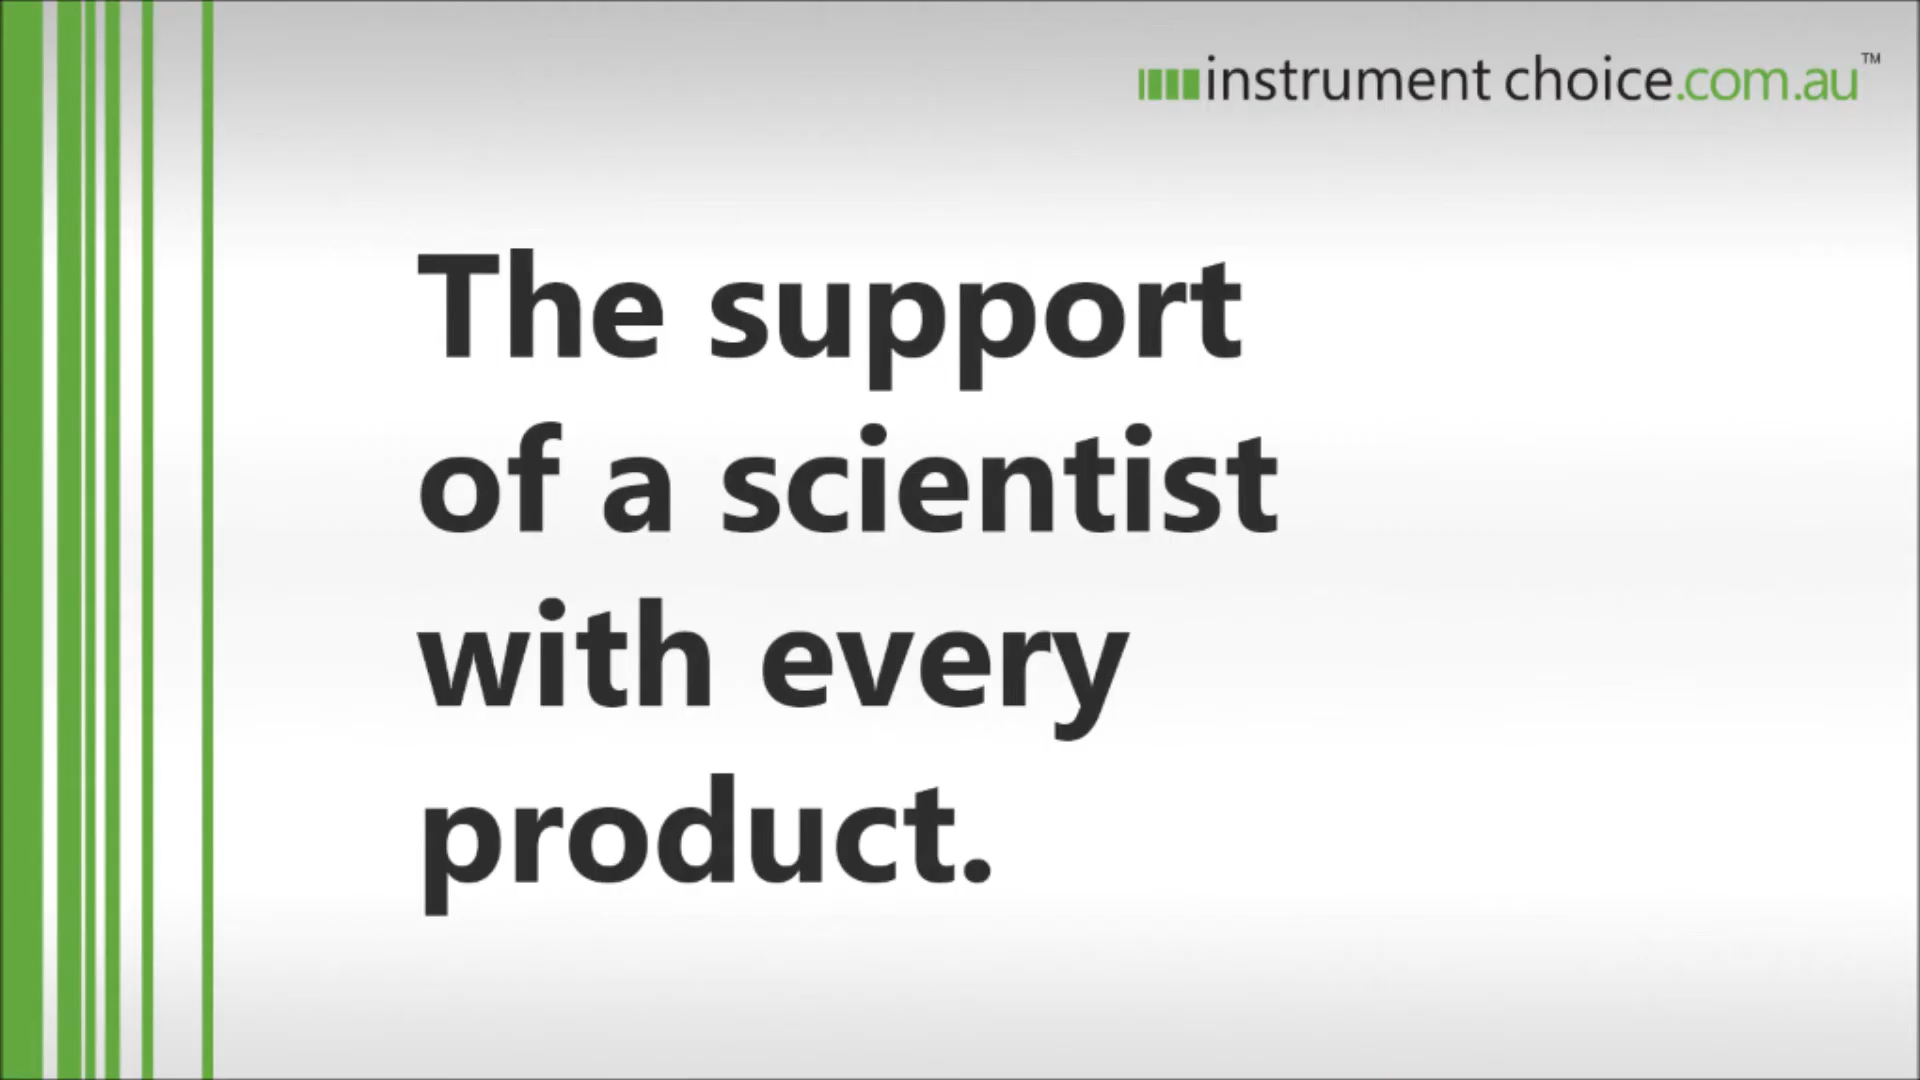 instrument choice.com.au™
The support
of a scientist
with every
product.